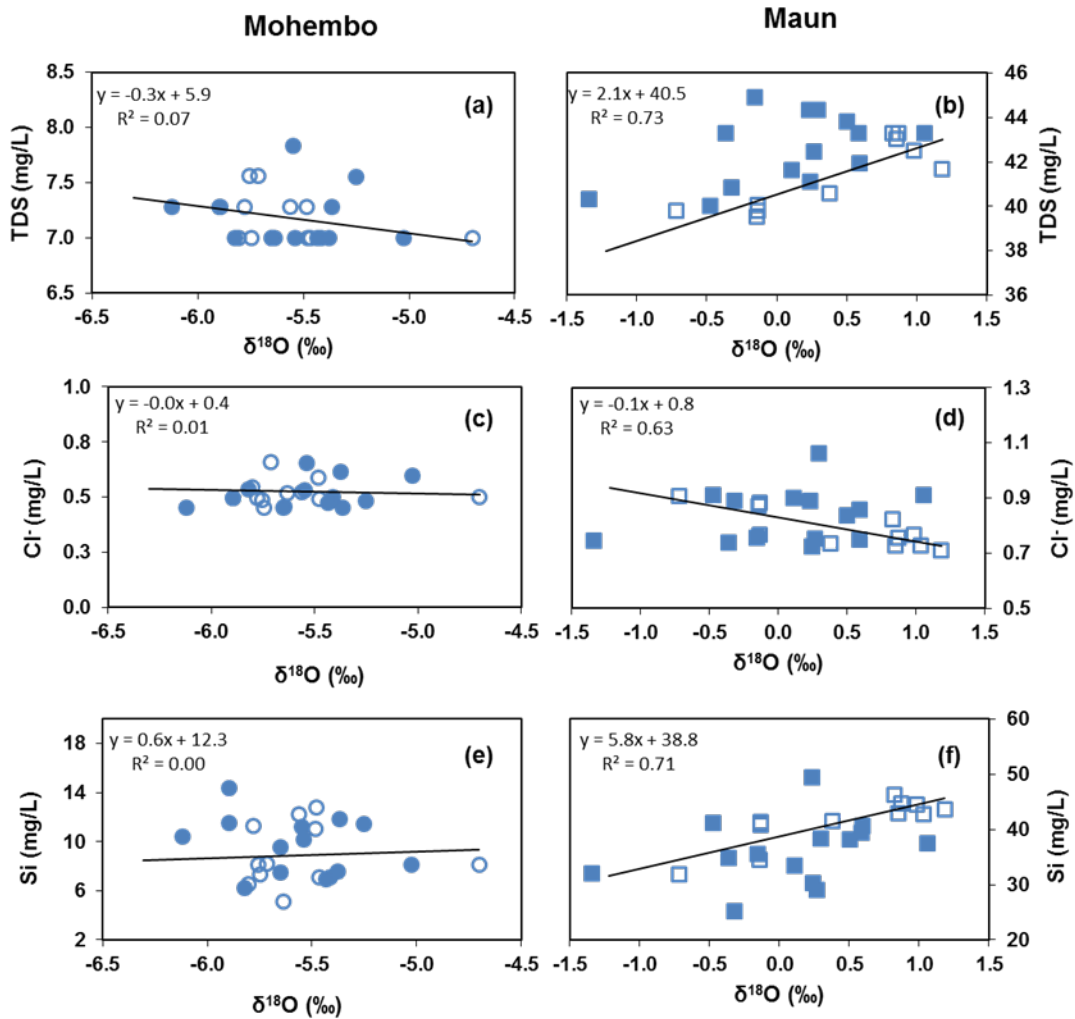 Mohembo
Maun
TDS (mg/L)
8.5
8.0
7.5
7.0
6.5
y = -0.3x + 5.9
R² = 0.07
(a)
-6.5
-6.0
-5.5
-5.0
-4.5
δ¹⁸O (‰)
y = 2.1x + 40.5
R² = 0.73
(b)
46
44
42
40
38
36
TDS (mg/L)
-1.5
-1.0
-0.5
0.0
0.5
1.0
1.5
δ¹⁸O (‰)
Cl⁻ (mg/L)
1.0
0.8
0.5
0.3
0.0
y = -0.0x + 0.4
R² = 0.01
(c)
-6.5
-6.0
-5.5
-5.0
-4.5
δ¹⁸O (‰)
y = -0.1x + 0.8
R² = 0.63
(d)
1.3
1.1
0.9
0.7
0.5
Cl⁻ (mg/L)
-1.5
-1.0
-0.5
0.0
0.5
1.0
1.5
δ¹⁸O (‰)
Si (mg/L)
18
14
10
6
2
y = 0.6x + 12.3
R² = 0.00
(e)
-6.5
-6.0
-5.5
-5.0
-4.5
δ¹⁸O (‰)
y = 5.8x + 38.8
R² = 0.71
(f)
60
50
40
30
20
Si (mg/L)
-1.5
-1.0
-0.5
0.0
0.5
1.0
1.5
δ¹⁸O (‰)